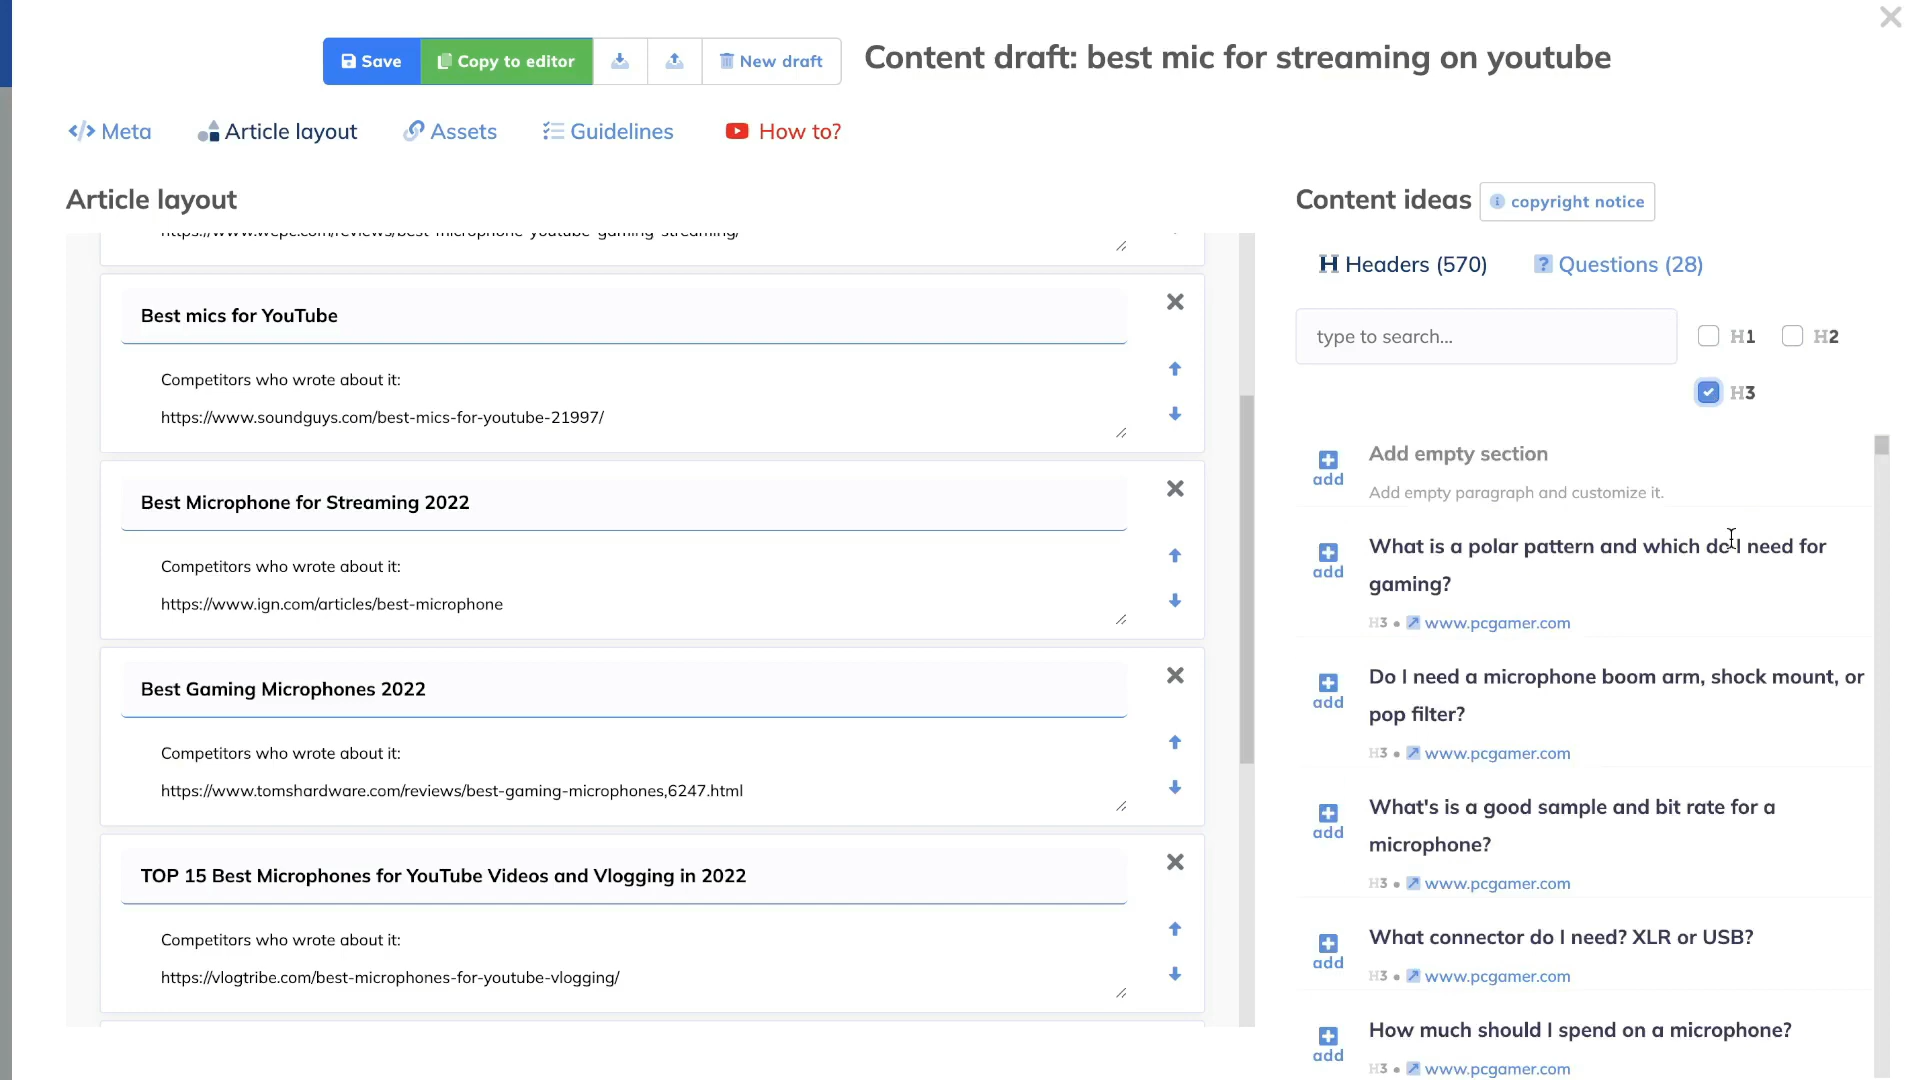 Save
Copy to editor
New draft
Content draft: best mic for streaming on youtube
Meta
Article layout
Assets
Guidelines
How to?
Article layout
https://www.wepc.com/reviews/best-microphone-youtube-gaming-streaming/
Best mics for YouTube
Competitors who wrote about it:
https://www.soundguys.com/best-mics-for-youtube-21997/
Best Microphone for Streaming 2022
Competitors who wrote about it:
https://www.ign.com/articles/best-microphone
Best Gaming Microphones 2022
Competitors who wrote about it:
https://www.tomshardware.com/reviews/best-gaming-microphones,6247.html
TOP 15 Best Microphones for YouTube Videos and Vlogging in 2022
Competitors who wrote about it:
https://vlogtribe.com/best-microphones-for-youtube-vlogging/
Content ideas
copyright notice
H Headers (570)
? Questions (28)
type to search...
H1
H2
H3
add
Add empty section
Add empty paragraph and customize it.
add
What is a polar pattern and which do I need for
gaming?
H3 • www.pcgamer.com
add
Do I need a microphone boom arm, shock mount, or
pop filter?
H3 • www.pcgamer.com
add
What's is a good sample and bit rate for a
microphone?
H3 • www.pcgamer.com
add
What connector do I need? XLR or USB?
H3 • www.pcgamer.com
add
How much should I spend on a microphone?
H3 • www.pcgamer.com